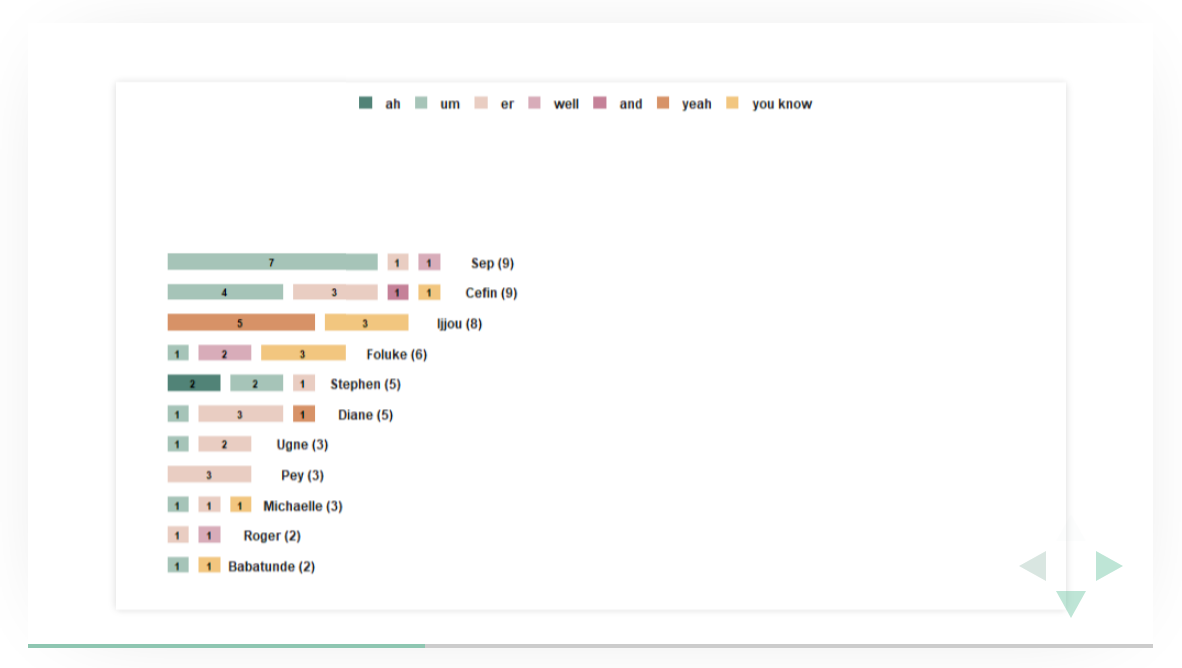 ah um er well and yeah you know
7 1 1 Sep (9)
4 3 1 1 Cefin (9)
5 3 Ijjou (8)
1 2 3 Foluke (6)
2 2 1 Stephen (5)
1 3 1 Diane (5)
1 2 Ugne (3)
3 Pey (3)
1 1 1 Michaelle (3)
1 1 Roger (2)
1 1 Babatunde (2)